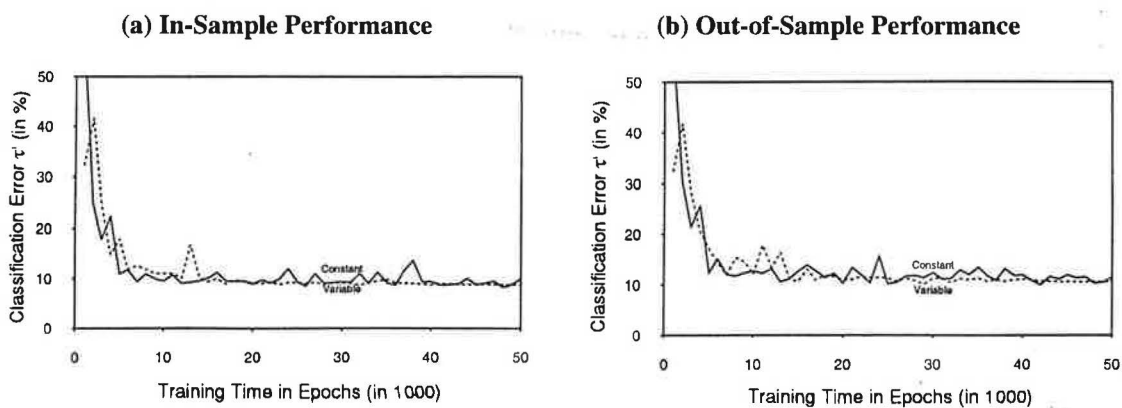 (a) In-Sample Performance
(b) Out-of-Sample Performance
Classification Error τ' (in %)
50
40
30
20
10
0
Constant
Variable
0 10 20 30 40 50
Training Time in Epochs (in 1000)
Classification Error τ' (in %)
50
40
30
20
10
0
Constant
Variable
0 10 20 30 40 50
Training Time in Epochs (in 1000)